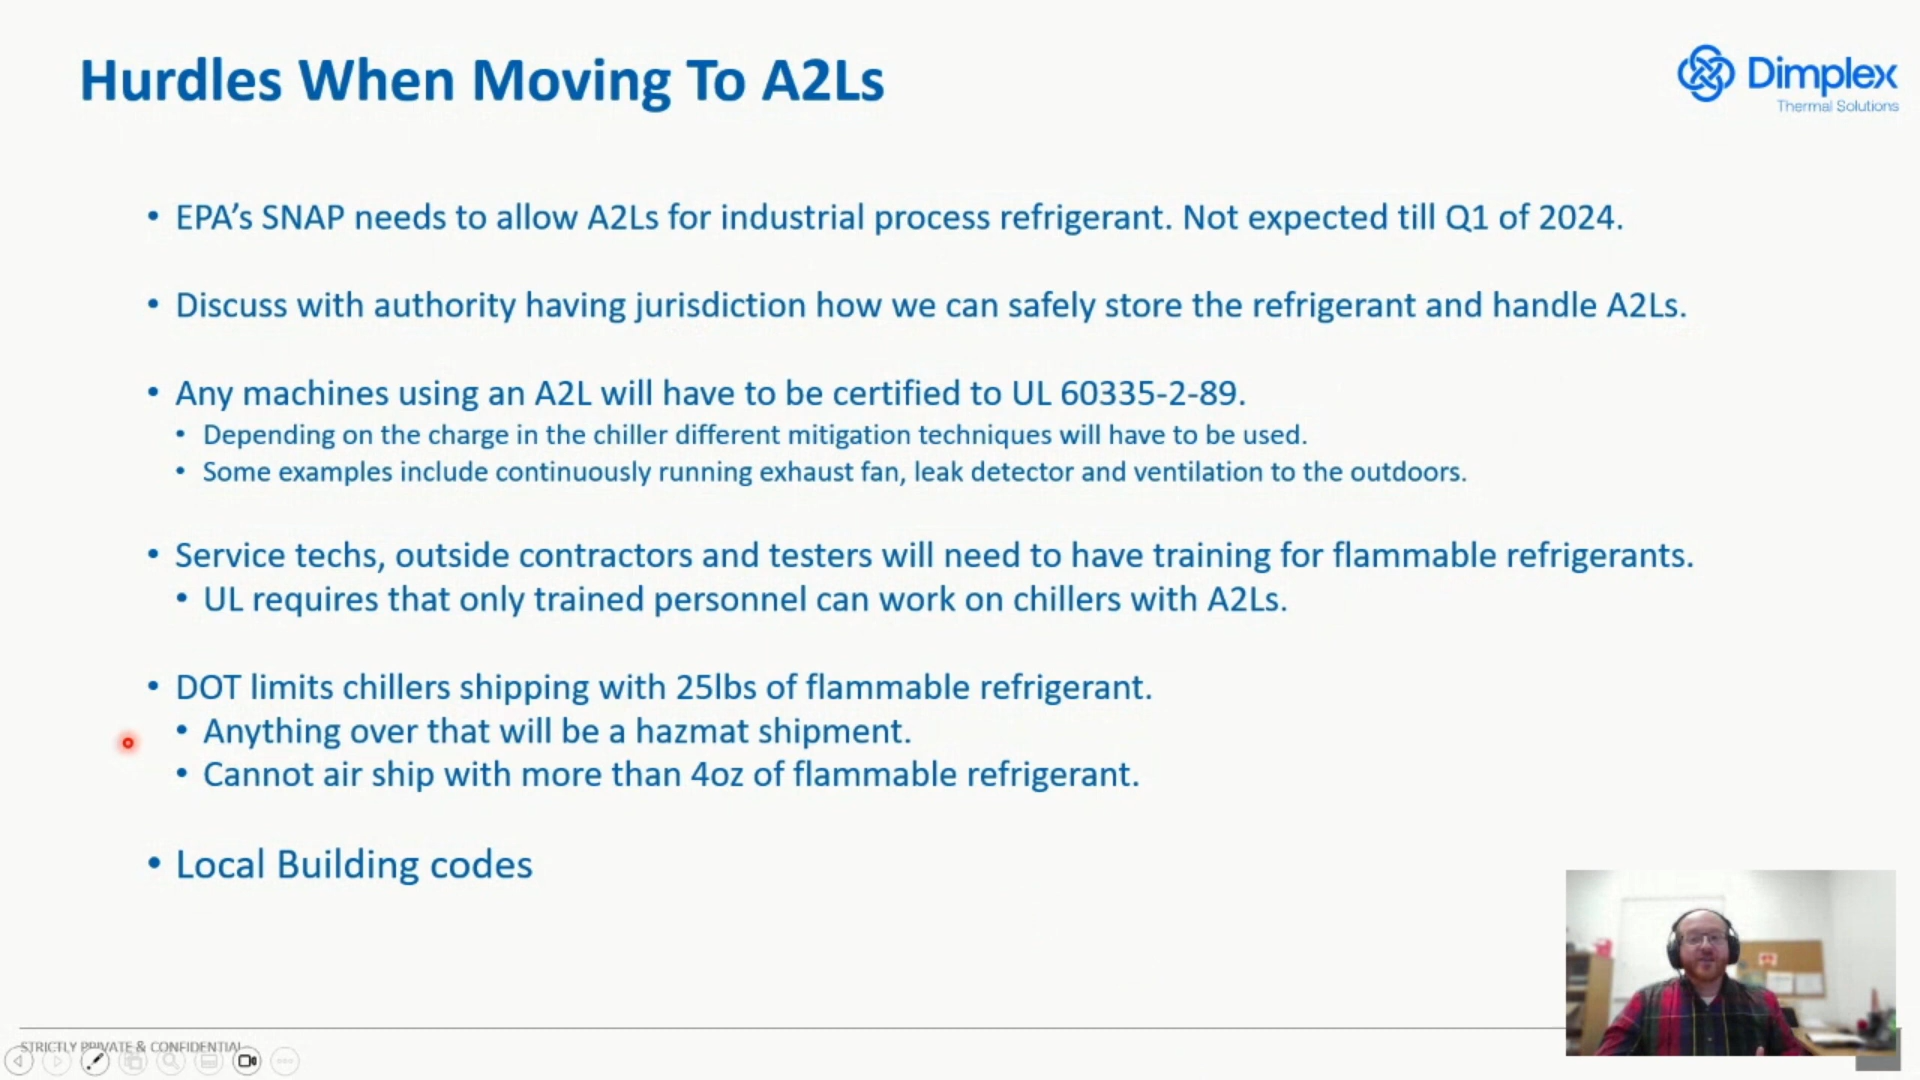 Hurdles When Moving To A2Ls
Dimplex
Thermal Solutions
• EPA’s SNAP needs to allow A2Ls for industrial process refrigerant. Not expected till Q1 of 2024.
• Discuss with authority having jurisdiction how we can safely store the refrigerant and handle A2Ls.
• Any machines using an A2L will have to be certified to UL 60335-2-89.
• Depending on the charge in the chiller different mitigation techniques will have to be used.
• Some examples include continuously running exhaust fan, leak detector and ventilation to the outdoors.
• Service techs, outside contractors and testers will need to have training for flammable refrigerants.
• UL requires that only trained personnel can work on chillers with A2Ls.
• DOT limits chillers shipping with 25lbs of flammable refrigerant.
• Anything over that will be a hazmat shipment.
• Cannot air ship with more than 4oz of flammable refrigerant.
• Local Building codes
STRICTLY PRIVATE & CONFIDENTIAL